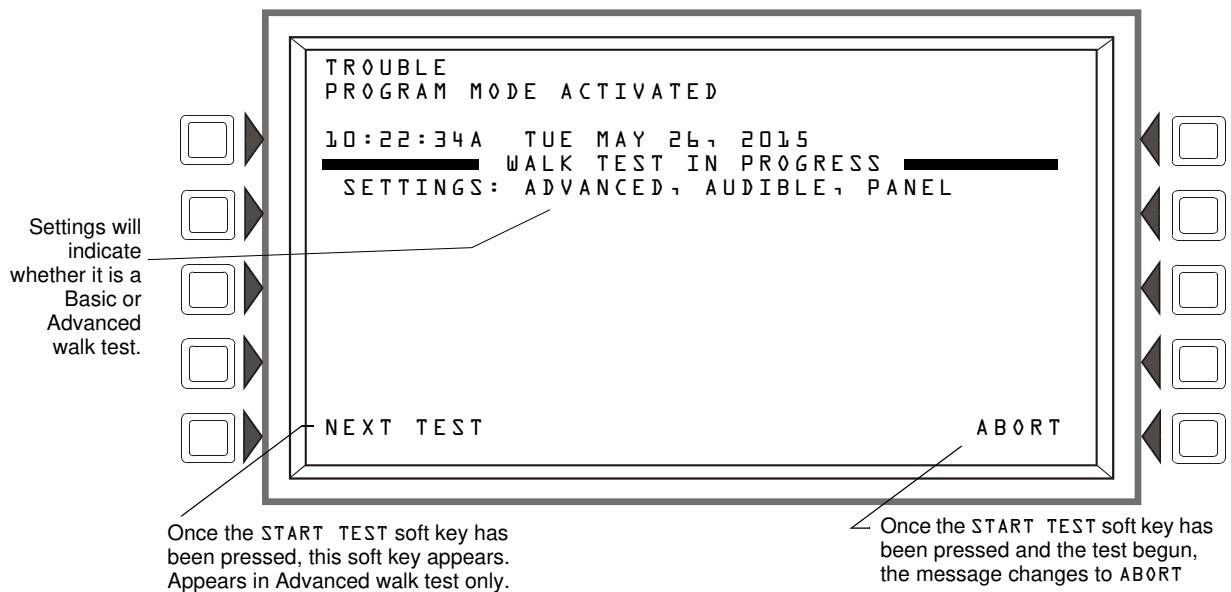 TROUBLE
PROGRAM MODE ACTIVATED
10:22:34A TUE MAY 26, 2015
WALK TEST IN PROGRESS
SETTINGS: ADVANCED, AUDIBLE, PANEL
Settings will
indicate
whether it is a
Basic or
Advanced
walk test.
NEXT TEST
ABORT
Once the START TEST soft key has
been pressed, this soft key appears.
Appears in Advanced walk test only.
Once the START TEST soft key has
been pressed and the test begun,
the message changes to ABORT